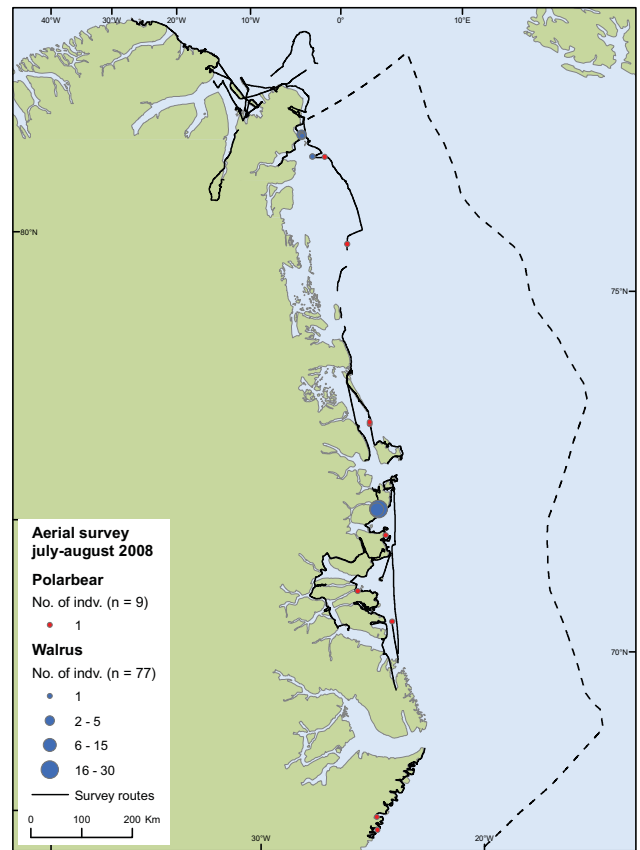 40°W 30°W 20°W 10°W 0° 10°E
80°N
75°N
Aerial survey
july-august 2008
Polarbear
No. of indv. (n = 9)
1
Walrus
No. of indv. (n = 77)
1
2 - 5
6 - 15
16 - 30
Survey routes
0 100 200 Km
70°N
30°W 20°W